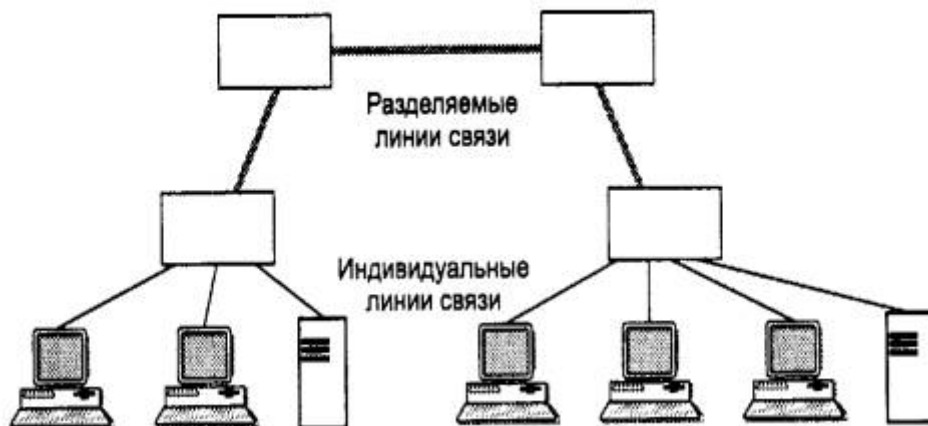 Разделяемые
линии связи
Индивидуальные
линии связи